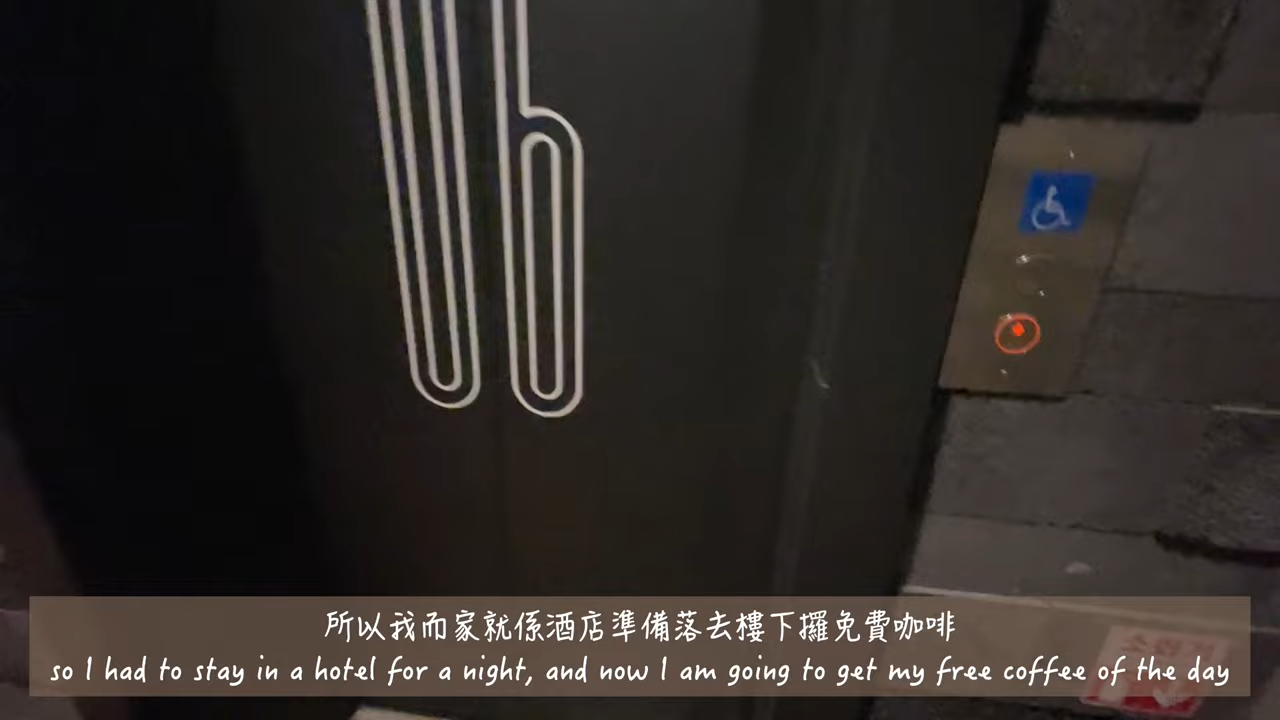 所以我而家就係酒店準備落去樓下攞免費咖啡
so I had to stay in a hotel for a night, and now I am going to get my free coffee of the day